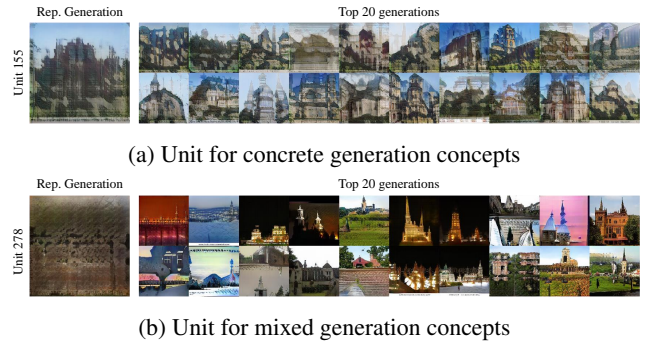 Rep. Generation
Top 20 generations
Unit 155
(a) Unit for concrete generation concepts
Rep. Generation
Top 20 generations
Unit 278
(b) Unit for mixed generation concepts